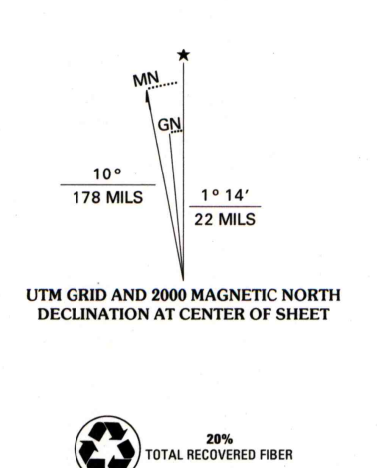 ★
MN
GN
10°
178 MILS
1° 14′
22 MILS
UTM GRID AND 2000 MAGNETIC NORTH
DECLINATION AT CENTER OF SHEET
20%
TOTAL RECOVERED FIBER